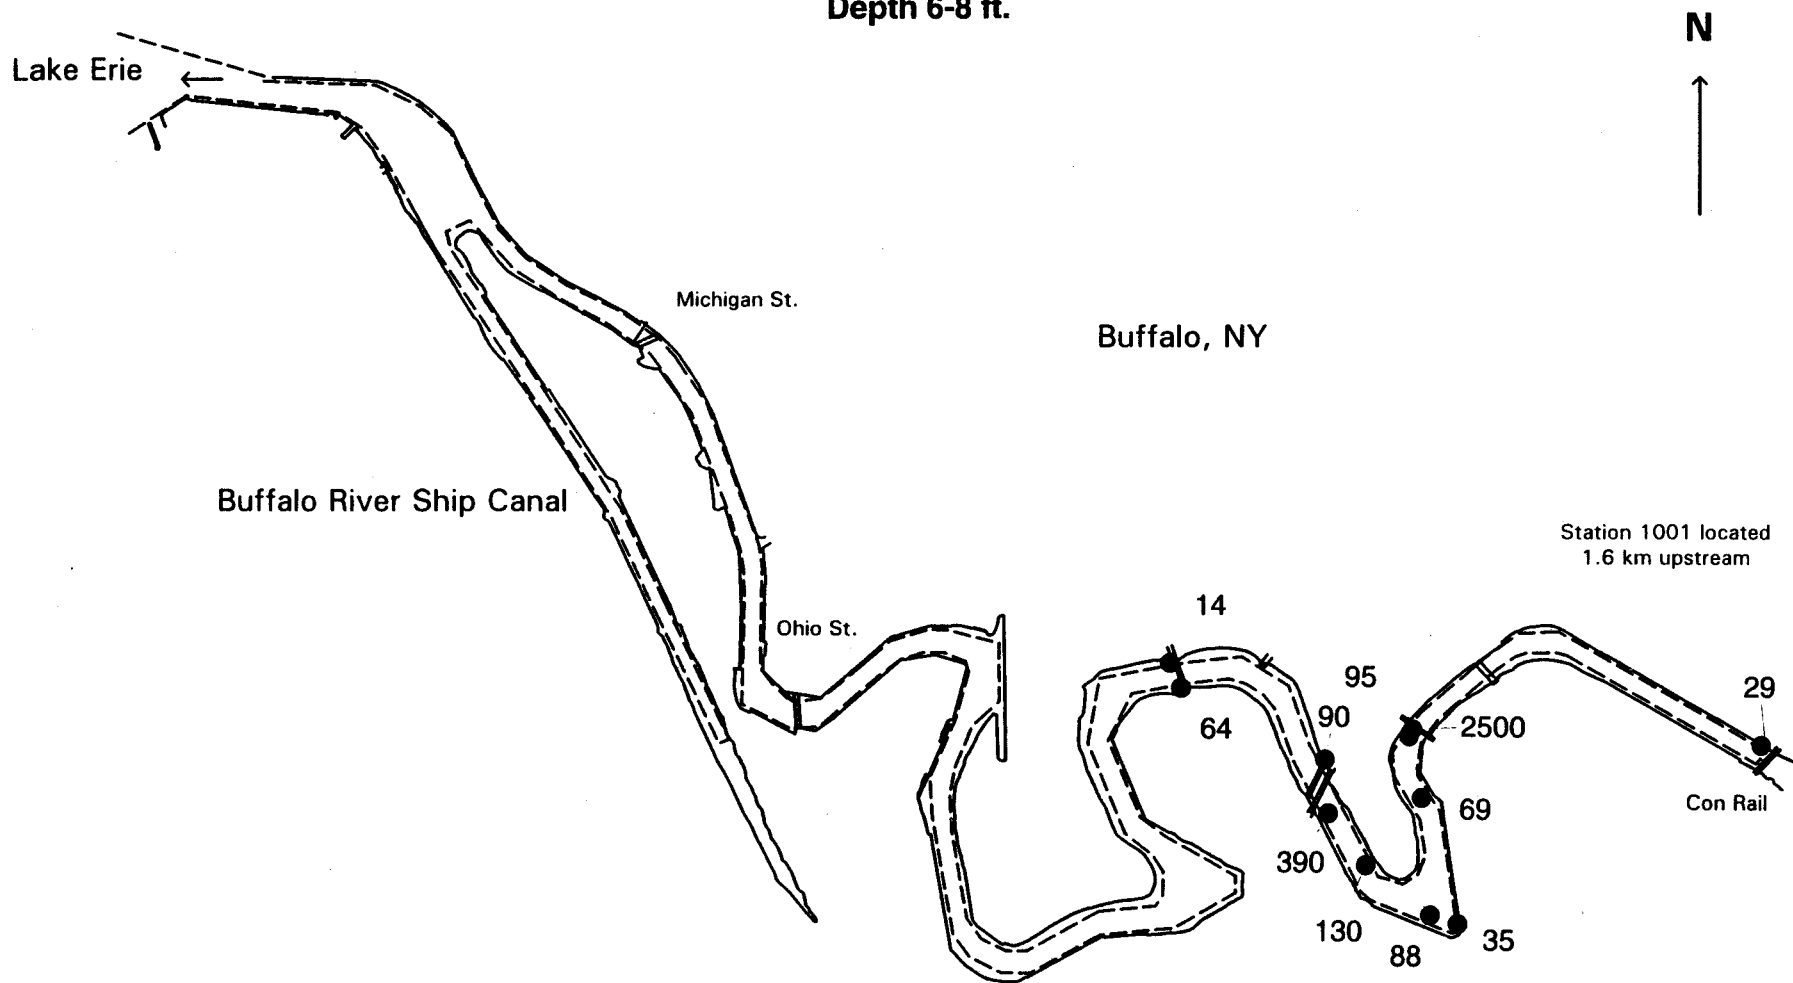 Depth 6-8 ft.
N
Lake Erie
Michigan St.
Buffalo, NY
Buffalo River Ship Canal
Station 1001 located
1.6 km upstream
14
Ohio St.
95
29
90
64
2500
Con Rail
69
390
130
35
88